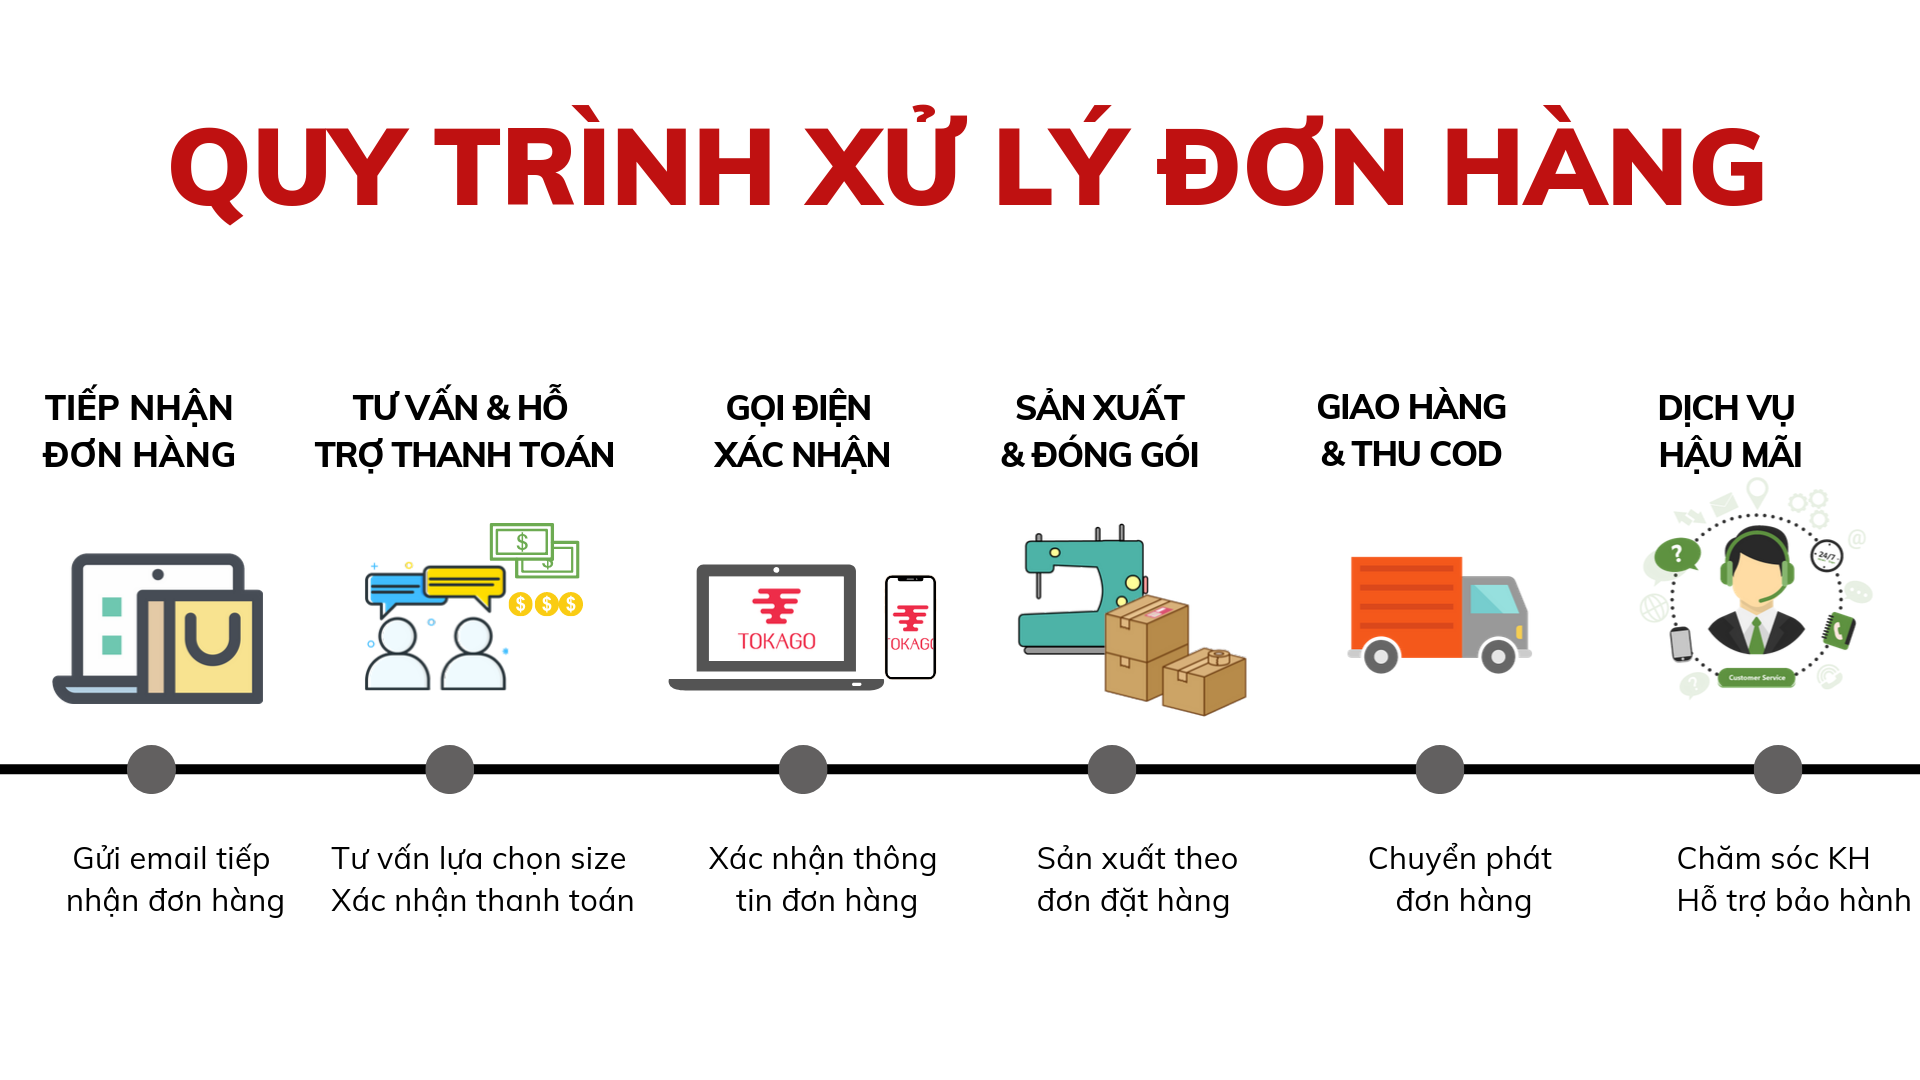 QUY TRÌNH XỬ LÝ ĐƠN HÀNG
TIẾP NHẬN
ĐƠN HÀNG
TƯ VẤN & HỖ
TRỢ THANH TOÁN
GỌI ĐIỆN
XÁC NHẬN
SẢN XUẤT
& ĐÓNG GÓI
GIAO HÀNG
& THU COD
DỊCH VỤ
HẬU MÃI
$
$
$ $ $
TOKAGO
TOKAGO
?
24/7
@
?
Customer Service
Gửi email tiếp
nhận đơn hàng
Tư vấn lựa chọn size
Xác nhận thanh toán
Xác nhận thông
tin đơn hàng
Sản xuất theo
đơn đặt hàng
Chuyển phát
đơn hàng
Chăm sóc KH
Hỗ trợ bảo hành